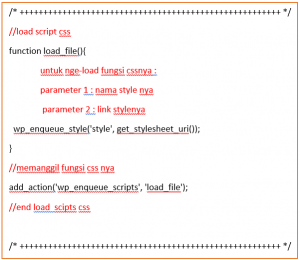 /* ++++++++++++++++++++++++++++++++++++++++++++ */
//load script css
function load_file(){
untuk nge-load fungsi cssnya :
parameter 1 : nama style nya
parameter 2 : link stylenya
wp_enqueue_style('style', get_stylesheet_uri());
}
//memanggil fungsi css nya
add_action('wp_enqueue_scripts', 'load_file');
//end load_scipts css
/* ++++++++++++++++++++++++++++++++++++++++++++ */